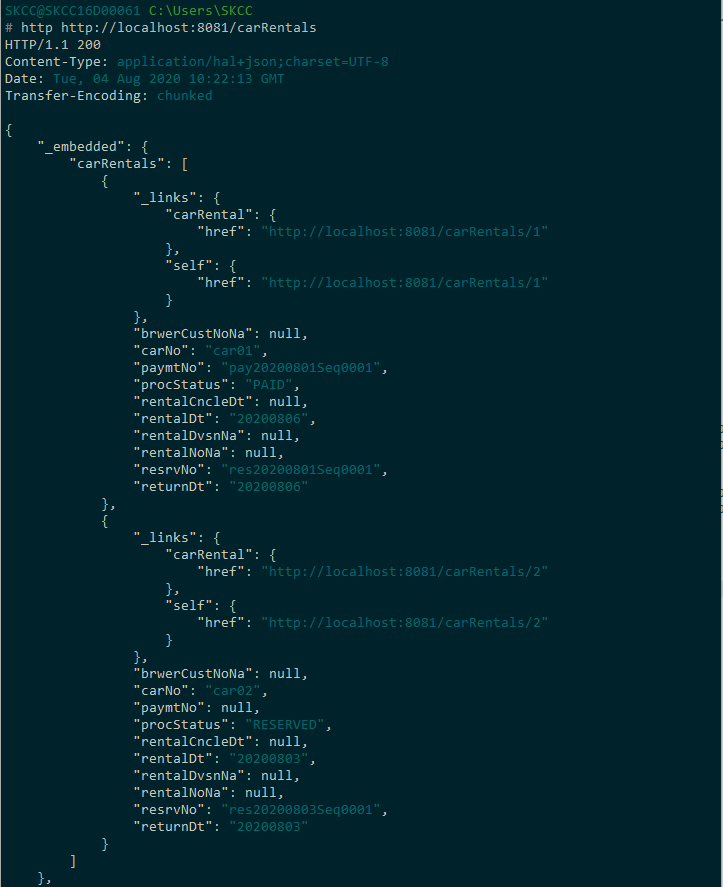 SKCC@SKCC16D00061 C:\Users\SKCC
# http http://localhost:8081/carRentals
HTTP/1.1 200
Content-Type: application/hal+json;charset=UTF-8
Date: Tue, 04 Aug 2020 10:22:13 GMT
Transfer-Encoding: chunked
{
    "_embedded": {
        "carRentals": [
            {
                "_links": {
                    "carRental": {
                        "href": "http://localhost:8081/carRentals/1"
                    },
                    "self": {
                        "href": "http://localhost:8081/carRentals/1"
                    }
                },
                "brwerCustNoNa": null,
                "carNo": "car01",
                "paymtNo": "pay20200801Seq0001",
                "procStatus": "PAID",
                "rentalCncleDt": null,
                "rentalDt": "20200806",
                "rentalDvsnNa": null,
                "rentalNoNa": null,
                "resrvNo": "res20200801Seq0001",
                "returnDt": "20200806"
            },
            {
                "_links": {
                    "carRental": {
                        "href": "http://localhost:8081/carRentals/2"
                    },
                    "self": {
                        "href": "http://localhost:8081/carRentals/2"
                    }
                },
                "brwerCustNoNa": null,
                "carNo": "car02",
                "paymtNo": null,
                "procStatus": "RESERVED",
                "rentalCncleDt": null,
                "rentalDt": "20200803",
                "rentalDvsnNa": null,
                "rentalNoNa": null,
                "resrvNo": "res20200803Seq0001",
                "returnDt": "20200803"
            }
        ]
    },